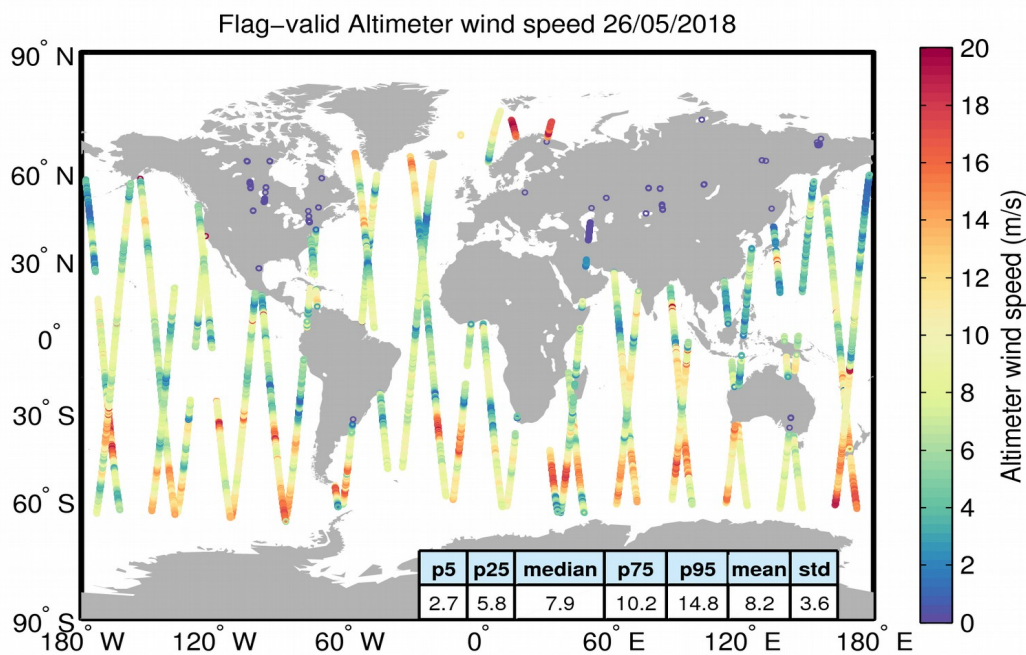 Flag-valid Altimeter wind speed 26/05/2018
90° N
60° N
30° N
0°
30° S
60° S
90° S
180° W
120° W
60° W
0°
60° E
120° E
180° E
p5 p25 median p75 p95 mean std
2.7 5.8 7.9 10.2 14.8 8.2 3.6
20
18
16
14
12
10
8
6
4
2
0
Altimeter wind speed (m/s)